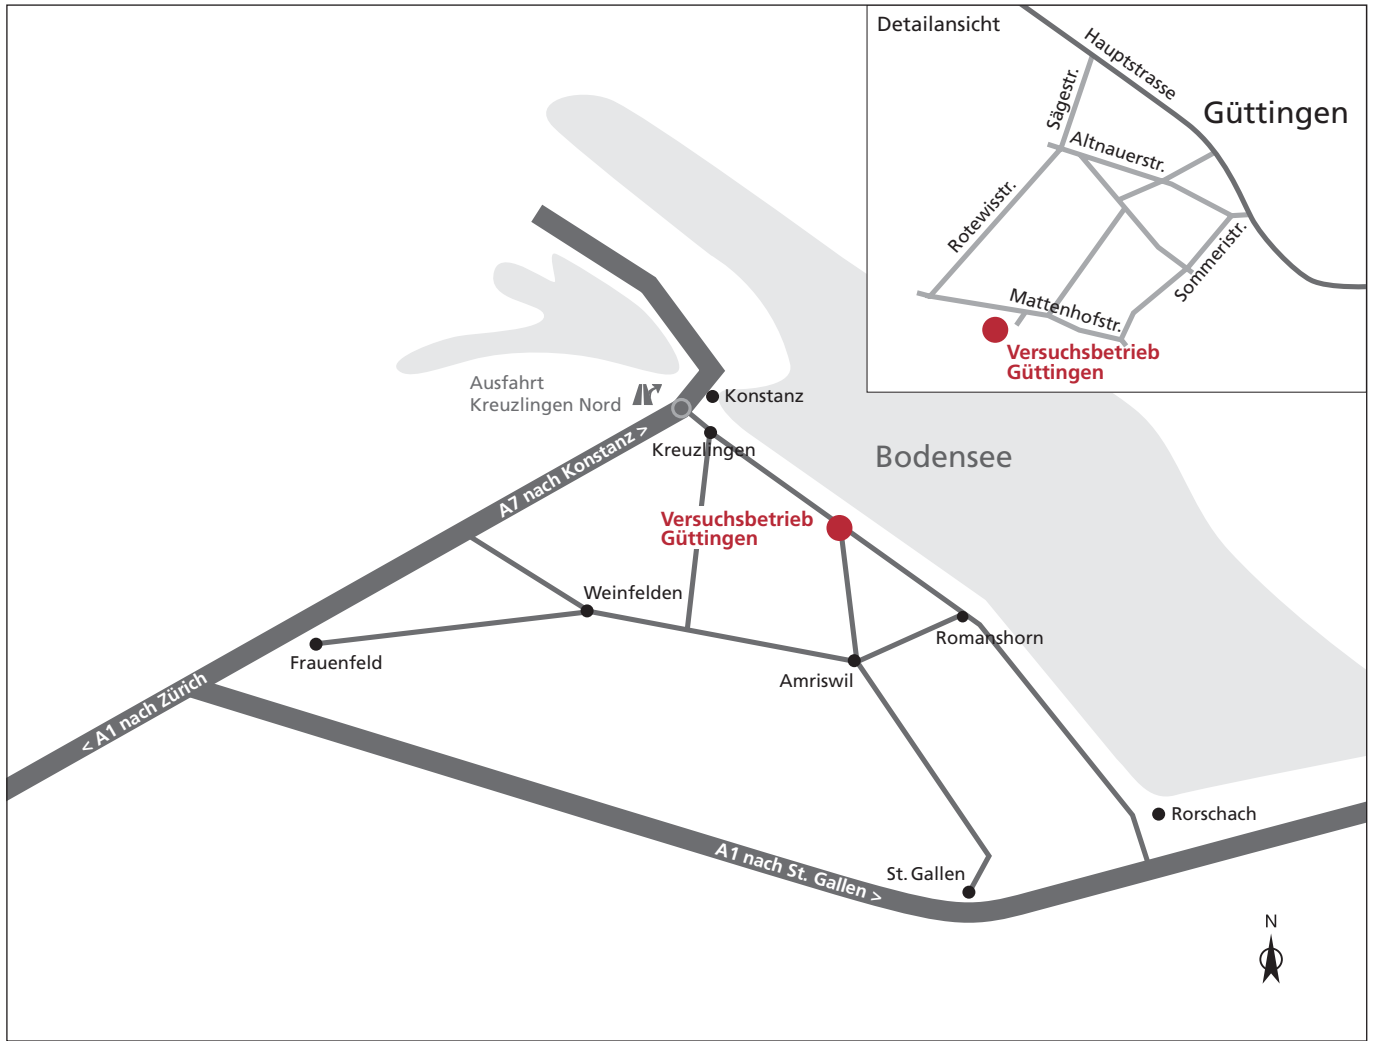 Detailansicht
Hauptstrasse
Güttingen
Sägestr.
Altnauerstr.
Rotewisstr.
Sommeristr.
Mattenhofstr.
Versuchsbetrieb
Güttingen
Ausfahrt
Kreuzlingen Nord
Konstanz
Kreuzlingen
Bodensee
A7 nach Konstanz >
Versuchsbetrieb
Güttingen
Weinfelden
Romanshorn
Frauenfeld
Amriswil
< A1 nach Zürich
Rorschach
A1 nach St. Gallen >
St. Gallen
N